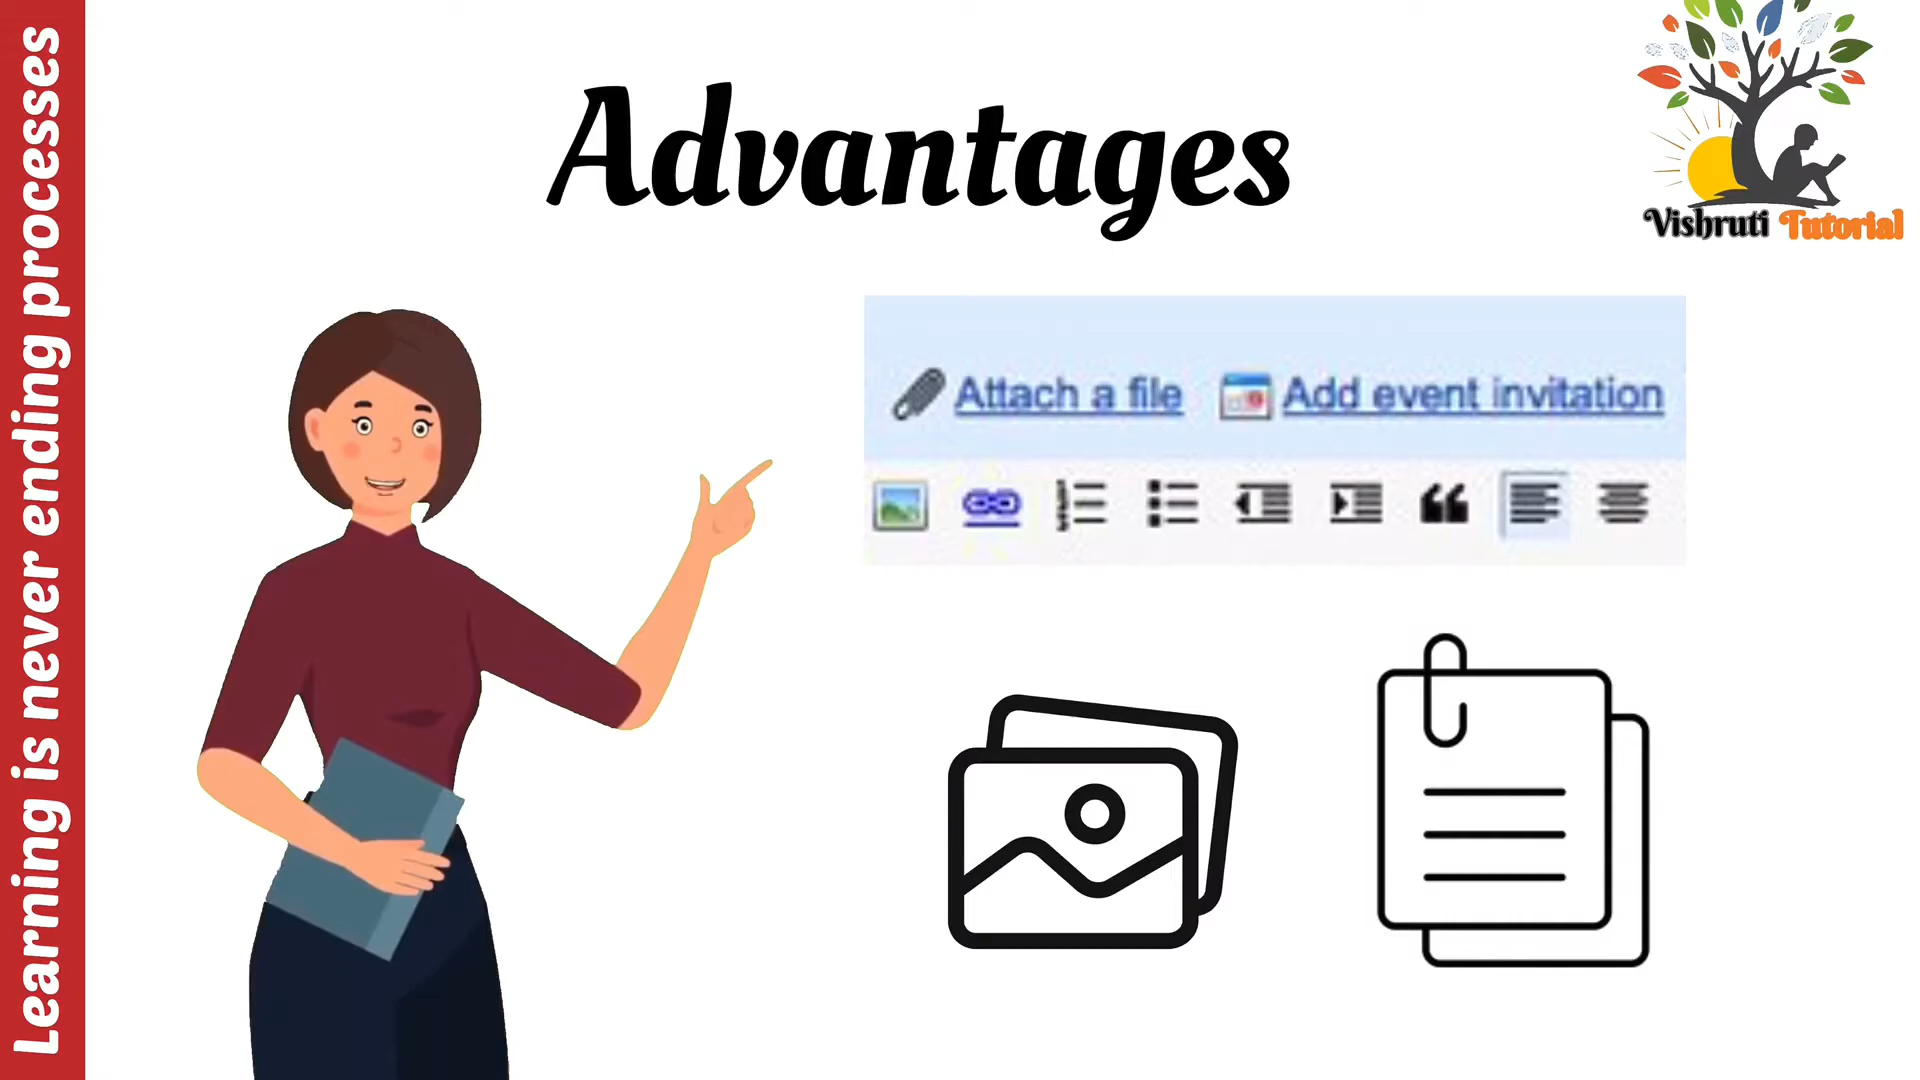 Learning is never ending processes
Advantages
Vishruti Tutorial
Attach a file Add event invitation